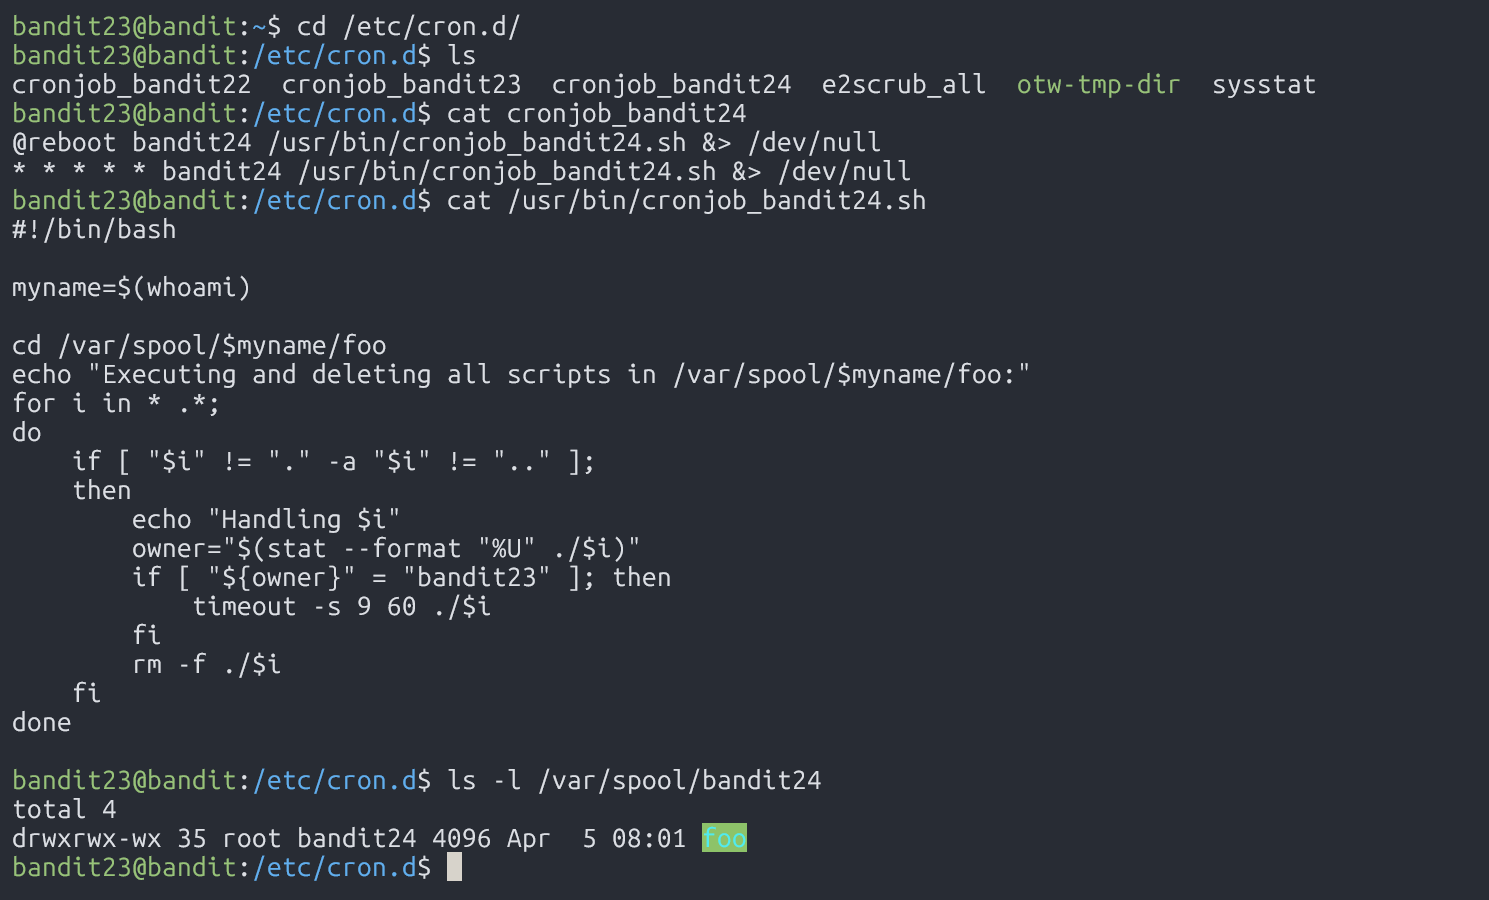 bandit23@bandit:~$ cd /etc/cron.d/
bandit23@bandit:/etc/cron.d$ ls
cronjob_bandit22  cronjob_bandit23  cronjob_bandit24  e2scrub_all  otw-tmp-dir  sysstat
bandit23@bandit:/etc/cron.d$ cat cronjob_bandit24
@reboot bandit24 /usr/bin/cronjob_bandit24.sh &> /dev/null
* * * * * bandit24 /usr/bin/cronjob_bandit24.sh &> /dev/null
bandit23@bandit:/etc/cron.d$ cat /usr/bin/cronjob_bandit24.sh
#!/bin/bash

myname=$(whoami)

cd /var/spool/$myname/foo
echo "Executing and deleting all scripts in /var/spool/$myname/foo:"
for i in * .*;
do
    if [ "$i" != "." -a "$i" != ".." ];
    then
        echo "Handling $i"
        owner="$(stat --format "%U" ./$i)"
        if [ "${owner}" = "bandit23" ]; then
            timeout -s 9 60 ./$i
        fi
        rm -f ./$i
    fi
done

bandit23@bandit:/etc/cron.d$ ls -l /var/spool/bandit24
total 4
drwxrwx-wx 35 root bandit24 4096 Apr  5 08:01 foo
bandit23@bandit:/etc/cron.d$